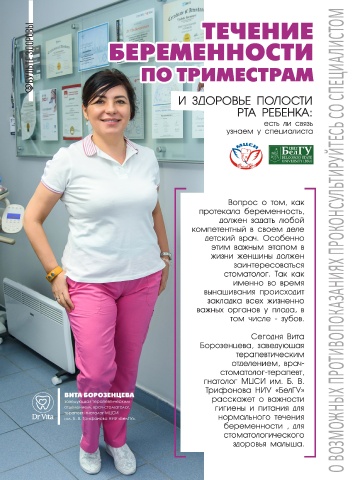 ТЕЧЕНИЕ
БЕРЕМЕННОСТИ
ПО ТРИМЕСТРАМ
И ЗДОРОВЬЕ ПОЛОСТИ
РТА РЕБЕНКА:
есть ли связь
узнаем у специалиста
МЦСИ
БелГУ
Вопрос о том, как
протекала беременность,
должен задать любой
компетентный в своем деле
детский врач. Особенно
этим важным этапом в
жизни женщины должен
заинтересоваться
стоматолог. Так как
именно во время
вынашивания происходит
закладка всех жизненно
важных органов у плода, в
том числе - зубов.
Сегодня Вита
Борозенцева, заведующая
терапевтическим
отделением, врач-
стоматолог-терапевт,
гнатолог МЦСИ им. Б. В.
Трифонова НИУ «БелГУ»
расскажет о важности
гигиены и питания для
нормального течения
беременности , для
стоматологического
здоровья малыша.
Dr Vita
ВИТА БОРОЗЕНЦЕВА
О ВОЗМОЖНЫХ ПРОТИВОПОКАЗАНИЯХ ПРОКОНСУЛЬТИРУЙТЕСЬ СО СПЕЦИАЛИСТОМ